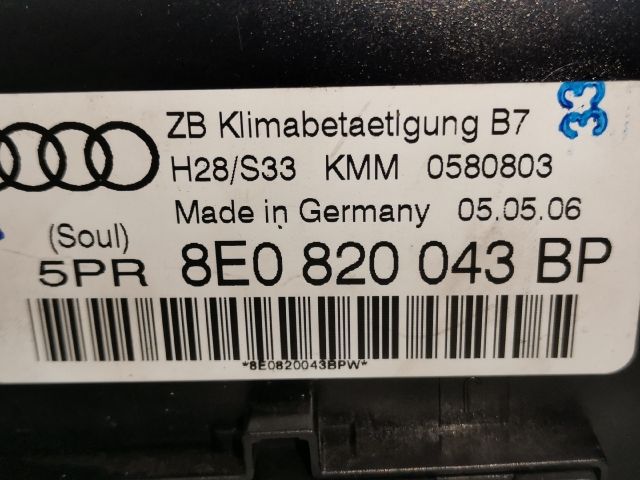 ZB Klimabetaetigung B7
33
H28/S33 KMM 0580803
Made in Germany 05.05.06
(Soul)
5PR 8E0 820 043 BP
*8E0820043BPW*